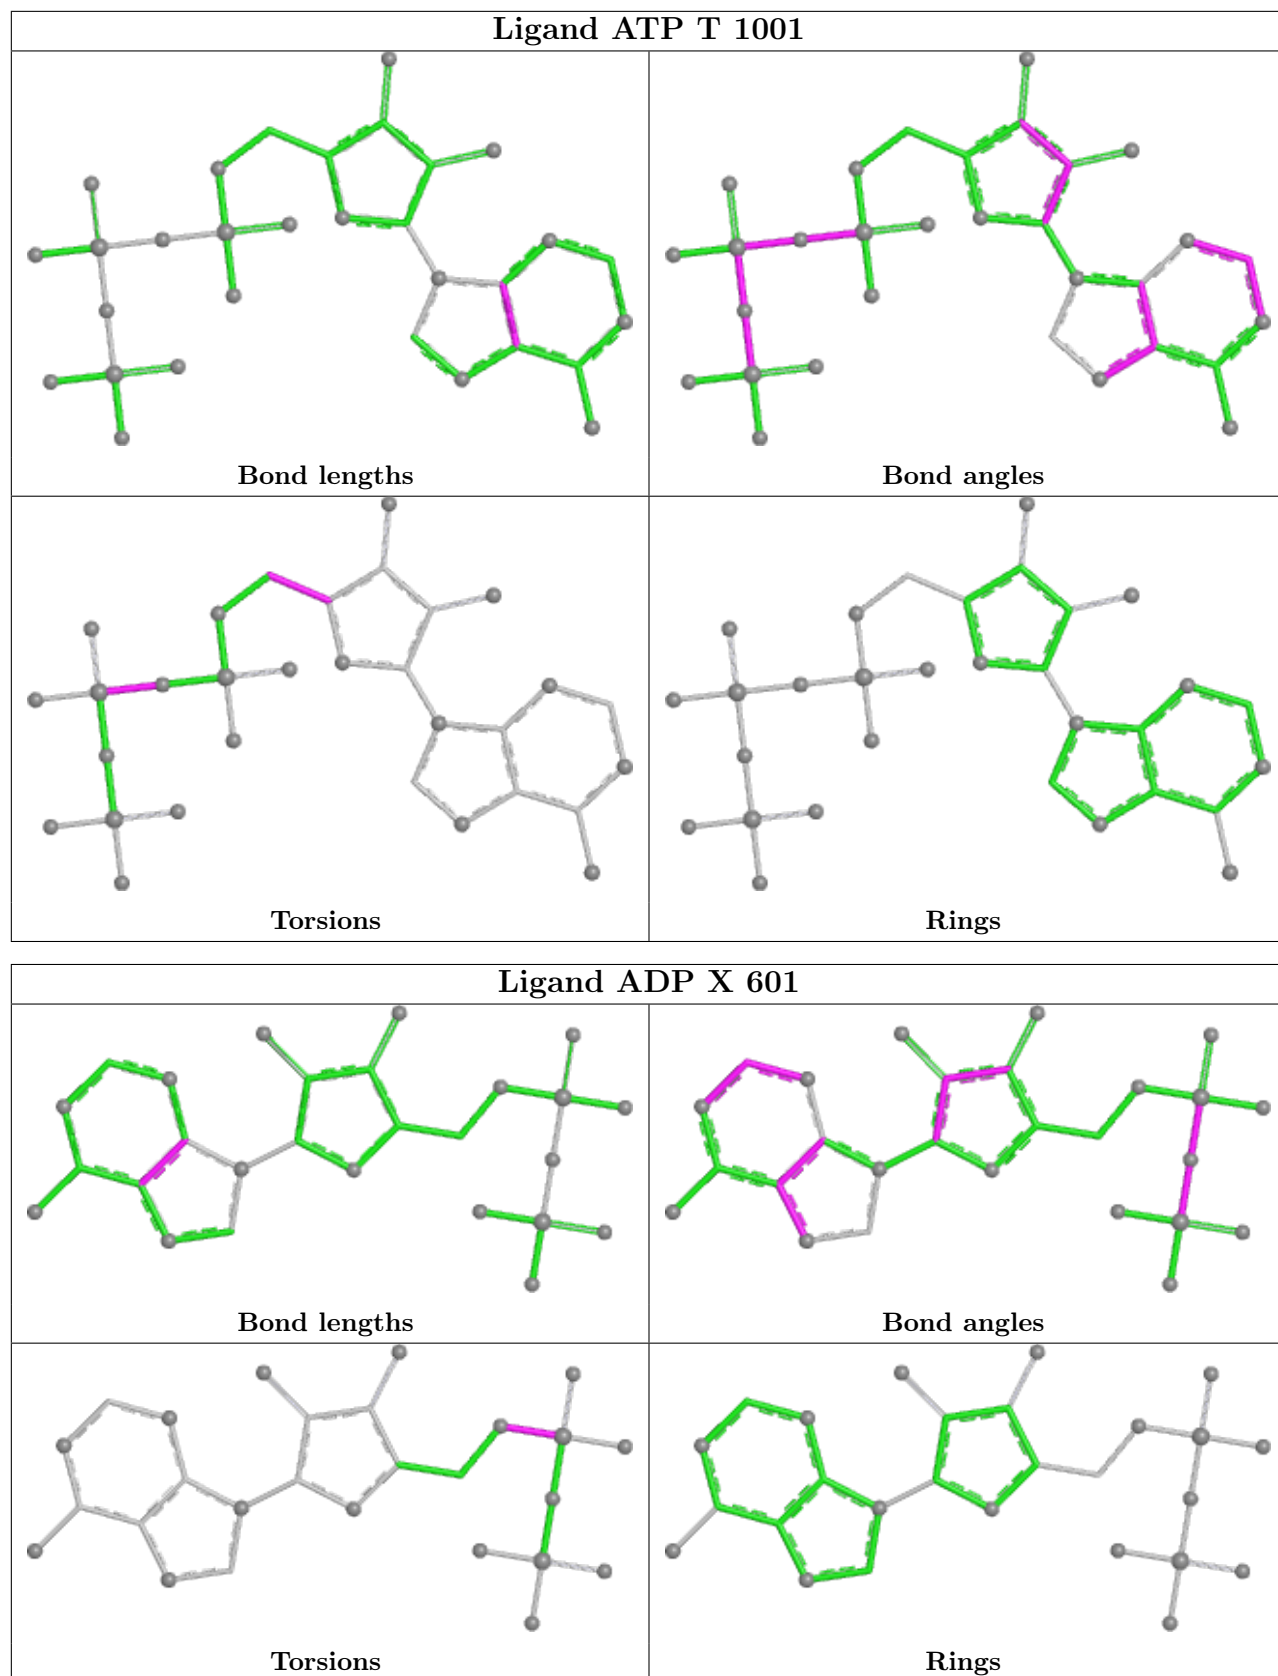 Ligand ATP T 1001
Bond lengths
Bond angles
Torsions
Rings
Ligand ADP X 601
Bond lengths
Bond angles
Torsions
Rings